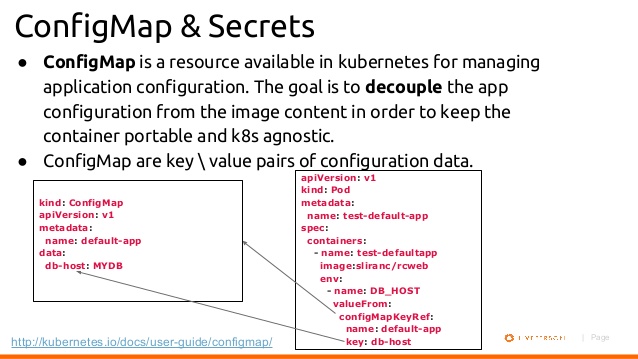 ConfigMap & Secrets
● ConfigMap is a resource available in kubernetes for managing
application configuration. The goal is to decouple the app
configuration from the image content in order to keep the
container portable and k8s agnostic.
● ConfigMap are key \ value pairs of configuration data.
kind: ConfigMap
apiVersion: v1
metadata:
name: default-app
data:
db-host: MYDB
apiVersion: v1
kind: Pod
metadata:
name: test-default-app
spec:
containers:
- name: test-defaultapp
image:sliranc/rcweb
env:
- name: DB_HOST
valueFrom:
configMapKeyRef:
name: default-app
key: db-host
http://kubernetes.io/docs/user-guide/configmap/
| Page